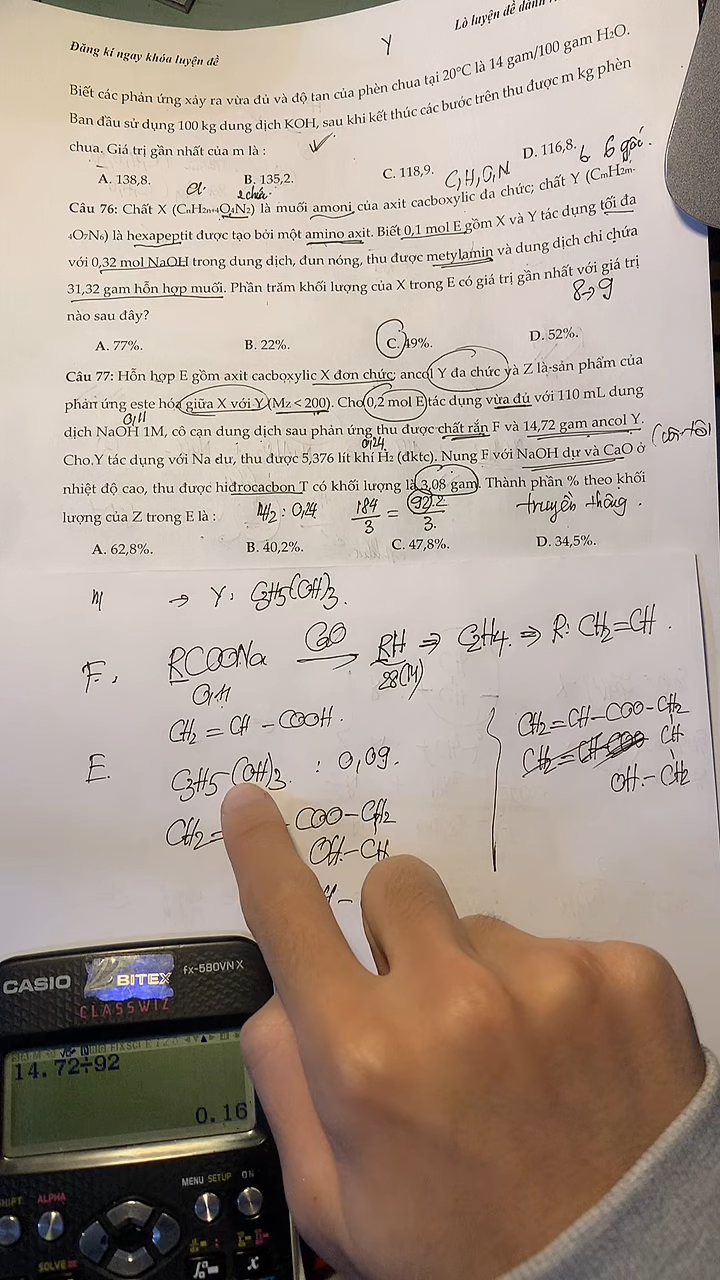 Đăng kí ngay khóa luyện đề
Lò luyện đề dành
Y
Biết các phản ứng xảy ra vừa đủ và độ tan của phèn chua tại 20°C là 14 gam/100 gam H₂O.
Ban đầu sử dụng 100 kg dung dịch KOH, sau khi kết thúc các bước trên thu được m kg phèn
chua. Giá trị gần nhất của m là :
A. 138,8. B. 135,2. C. 118,9. D. 116,8.
C,H,O,N 6 gốc.
2 chức
Câu 76: Chất X (CₙH₂ₙ₊₄O₄N₂) là muối amoni của axit cacboxylic đa chức; chất Y (CₘH₂ₘ₋
₄O₇N₆) là hexapeptit được tạo bởi một amino axit. Biết 0,1 mol E gồm X và Y tác dụng tối đa
với 0,32 mol NaOH trong dung dịch, đun nóng, thu được metylamin và dung dịch chỉ chứa
31,32 gam hỗn hợp muối. Phần trăm khối lượng của X trong E có giá trị gần nhất với giá trị
nào sau đây?
8→9
A. 77%. B. 22%. C. 49%. D. 52%.
Câu 77: Hỗn hợp E gồm axit cacboxylic X đơn chức; ancol Y đa chức và Z là sản phẩm của
phản ứng este hóa giữa X với Y (Mz < 200). Cho 0,2 mol E tác dụng vừa đủ với 110 mL dung
0,11
dịch NaOH 1M, cô cạn dung dịch sau phản ứng thu được chất rắn F và 14,72 gam ancol Y.
0,24
Cho Y tác dụng với Na dư, thu được 5,376 lít khí H₂ (đktc). Nung F với NaOH dư và CaO ở
nhiệt độ cao, thu được hiđrocacbon T có khối lượng là 3,08 gam. Thành phần % theo khối
lượng của Z trong E là :
H₂ : 0,24 184/3 = 92.2/3. truyền thống.
A. 62,8%. B. 40,2%. C. 47,8%. D. 34,5%.
→ Y: C₃H₅(OH)₃.
F. RCOONa CaO → RH ⇒ C₂H₄. ⇒ R: CH₂=CH.
0,11 28(M)
CH₂=CH-COOH.
E. C₃H₅(OH)₃. : 0,09.
CH₂= -COO-CH₂
OH-CH
CH₂=CH-COO-CH₂
CH
OH-CH₂
CASIO
BITEX
fx-580VN X
CLASSWIZ
14.72÷92
0.16
SHIFT ALPHA MENU SETUP ON
SOLVE =
x